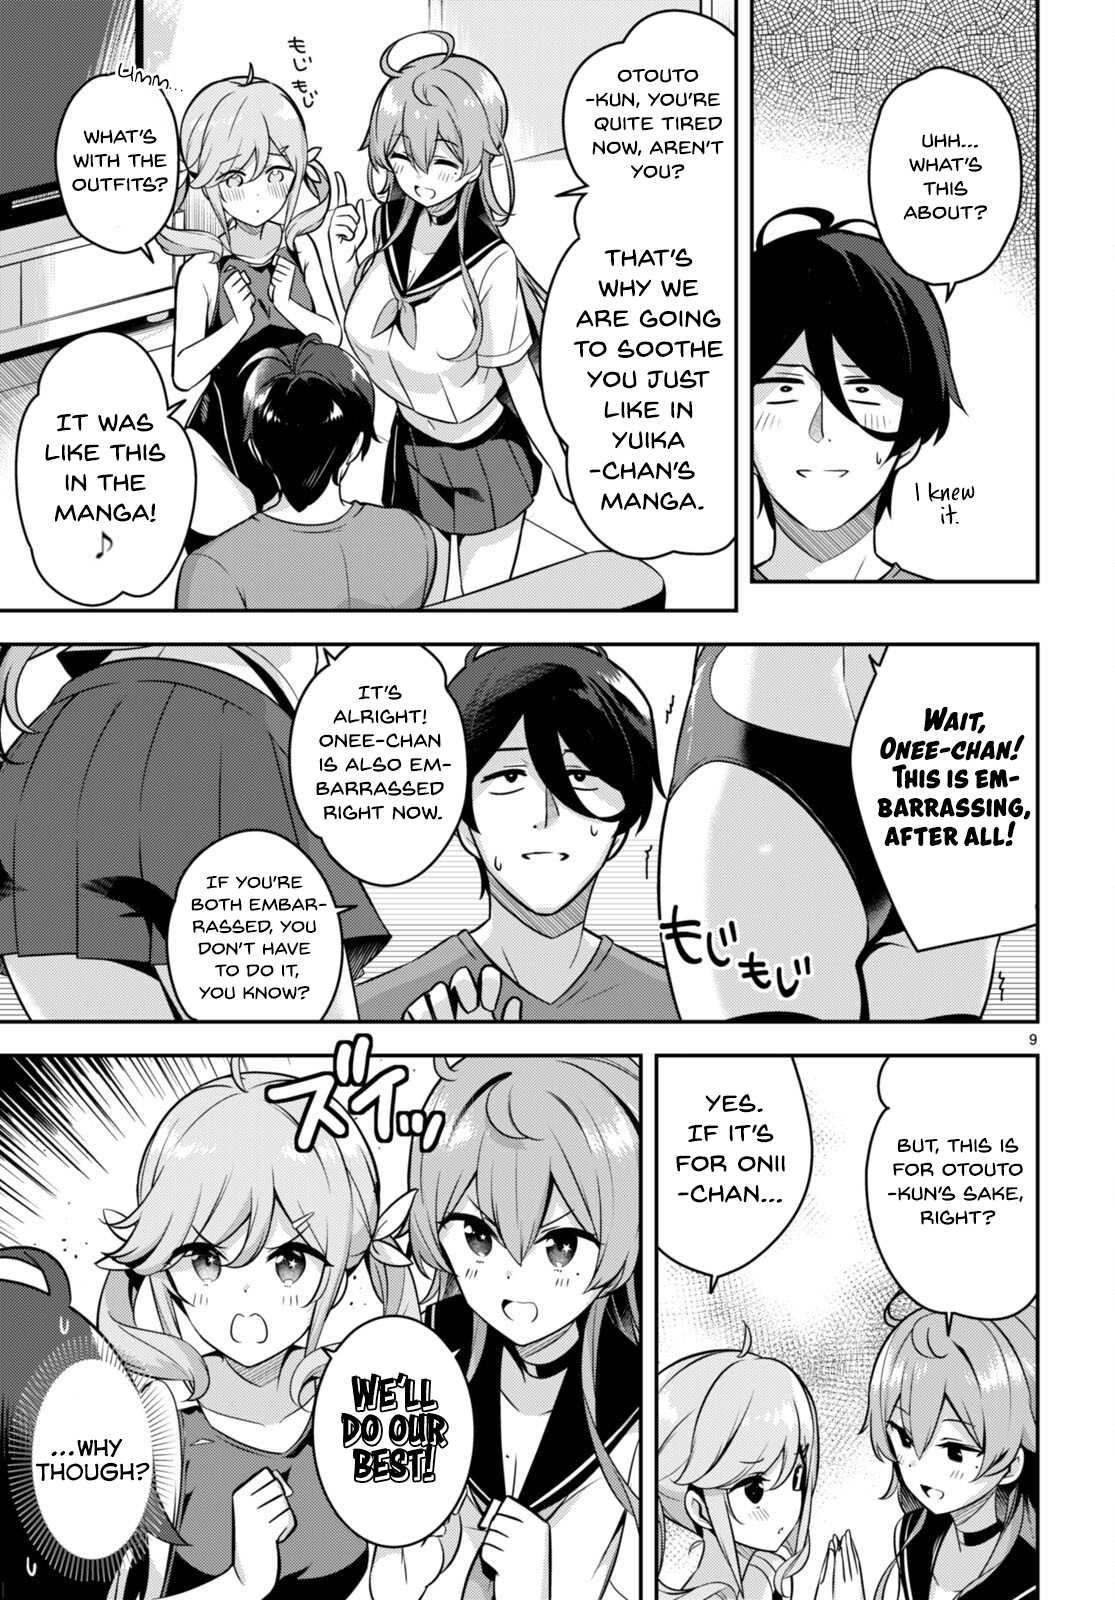 UHH...
WHAT'S
THIS
ABOUT?
I knew
it.
OTOUTO
-KUN, YOU'RE
QUITE TIRED
NOW, AREN'T
YOU?
THAT'S
WHY WE
ARE GOING
TO SOOTHE
YOU JUST
LIKE IN
YUIKA
-CHAN'S
MANGA.
もじもじ
Uhm...
WHAT'S
WITH THE
OUTFITS?
IT WAS
LIKE THIS
IN THE
MANGA!
♪
WAIT,
ONEE-CHAN!
THIS IS EM-
BARRASSING,
AFTER ALL!
もじもじ
IT'S
ALRIGHT!
ONEE-CHAN
IS ALSO EM-
BARRASSED
RIGHT NOW.
IF YOU'RE
BOTH EMBAR-
RASSED, YOU
DON'T HAVE
TO DO IT,
YOU KNOW?
9
BUT, THIS IS
FOR OTOUTO
-KUN'S SAKE,
RIGHT?
YES.
IF IT'S
FOR ONII
-CHAN...
ズイッ
WE'LL
DO OUR
BEST!
...WHY
THOUGH?